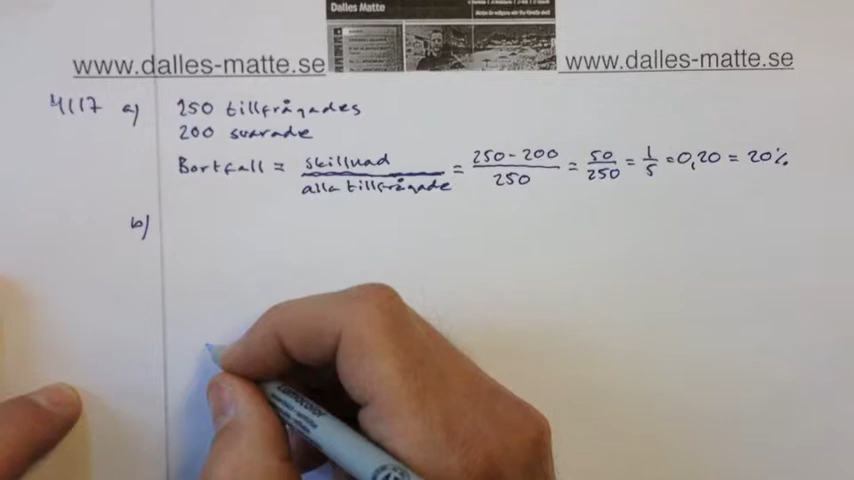 Dalles Matte
www.dalles-matte.se www.dalles-matte.se
4117 a) 250 tillfrågades
200 svarade
Bortfall = skillnad / alla tillfrågade = 250-200 / 250 = 50 / 250 = 1 / 5 = 0,20 = 20%
b)
Lumocolor